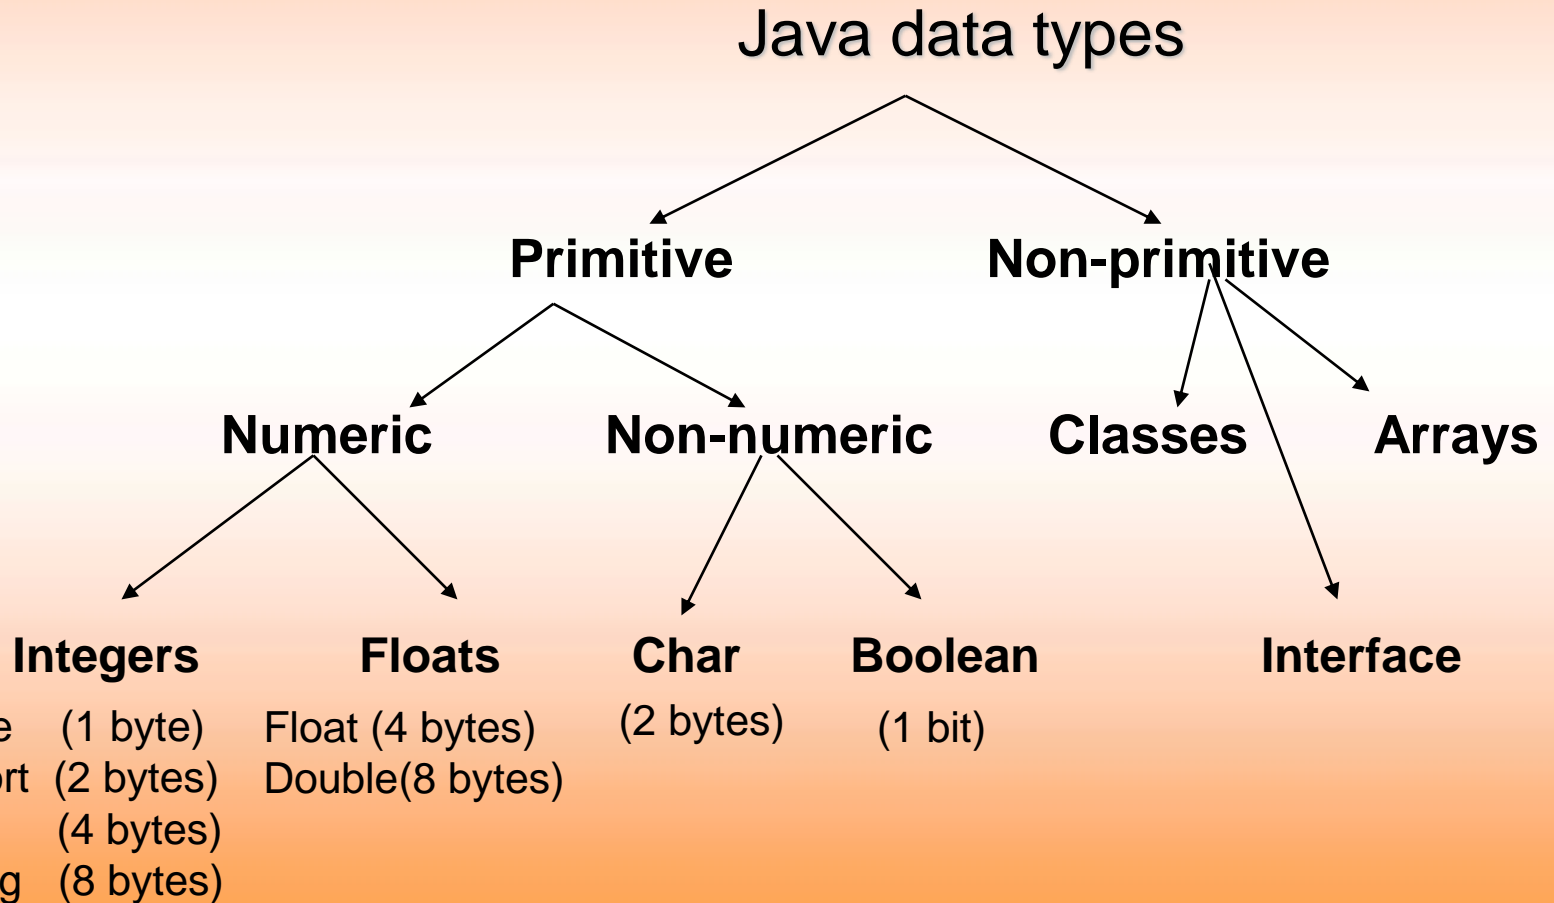 Java data types
Primitive Non-primitive
Numeric Non-numeric Classes Arrays
Integers Floats Char Boolean Interface
(1 byte) Float (4 bytes) (2 bytes) (1 bit)
(2 bytes) Double(8 bytes)
(4 bytes)
(8 bytes)